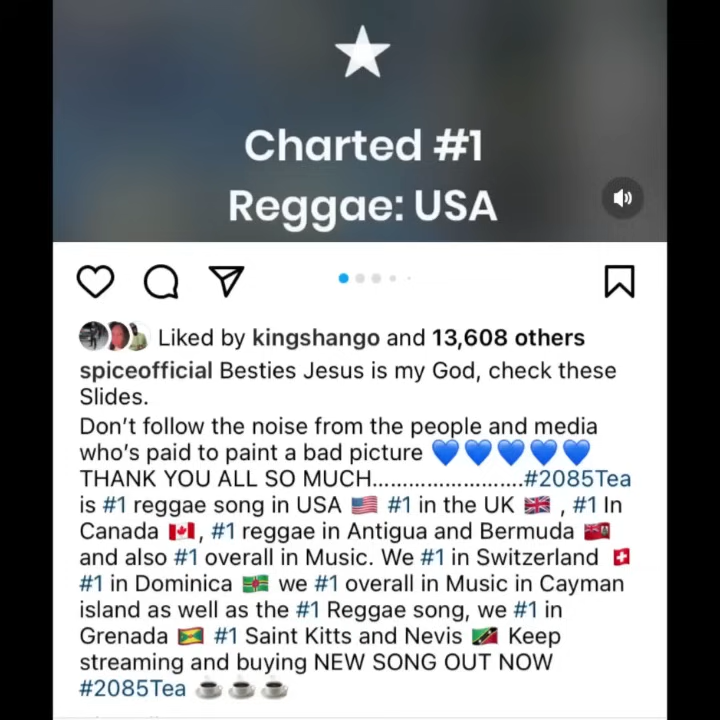 Charted #1
Reggae: USA
Liked by kingshango and 13,608 others
spiceofficial Besties Jesus is my God, check these
Slides.
Don't follow the noise from the people and media
who's paid to paint a bad picture 💙💙💙💙💙
THANK YOU ALL SO MUCH.........................#2085Tea
is #1 reggae song in USA 🇺🇸 #1 in the UK 🇬🇧 , #1 In
Canada 🇨🇦, #1 reggae in Antigua and Bermuda 🇧🇲
and also #1 overall in Music. We #1 in Switzerland 🇨🇭
#1 in Dominica 🇩🇲 we #1 overall in Music in Cayman
island as well as the #1 Reggae song, we #1 in
Grenada 🇬🇩 #1 Saint Kitts and Nevis 🇰🇳 Keep
streaming and buying NEW SONG OUT NOW
#2085Tea ☕☕☕